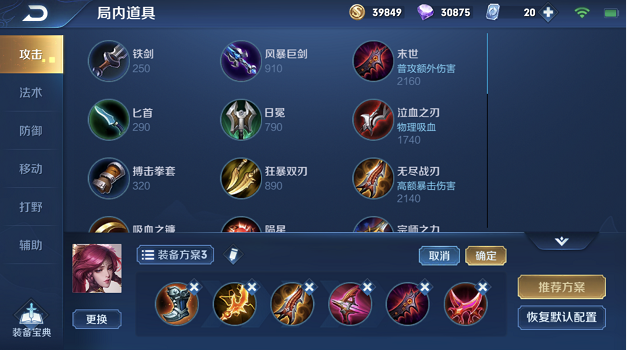 局内道具
39849
30875
20
攻击
法术
防御
移动
打野
辅助
装备宝典
铁剑
250
风暴巨剑
910
末世
普攻额外伤害
2160
匕首
290
日冕
790
泣血之刃
物理吸血
1740
搏击拳套
320
狂暴双刃
890
无尽战刃
高额暴击伤害
2140
吸血之镰
陨星
宗师之力
装备方案3
取消
确定
更换
推荐方案
恢复默认配置